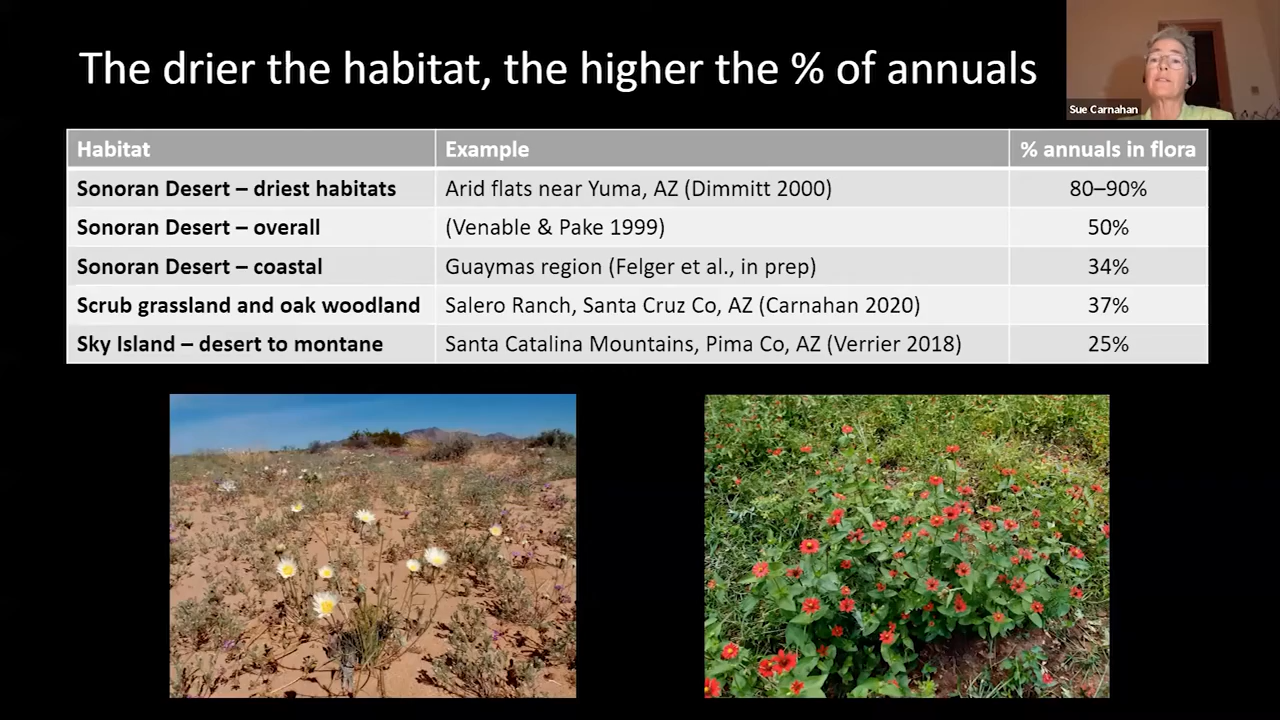 The drier the habitat, the higher the % of annuals
Sue Carnahan
Habitat Example % annuals in flora
Sonoran Desert – driest habitats Arid flats near Yuma, AZ (Dimmitt 2000) 80–90%
Sonoran Desert – overall (Venable & Pake 1999) 50%
Sonoran Desert – coastal Guaymas region (Felger et al., in prep) 34%
Scrub grassland and oak woodland Salero Ranch, Santa Cruz Co, AZ (Carnahan 2020) 37%
Sky Island – desert to montane Santa Catalina Mountains, Pima Co, AZ (Verrier 2018) 25%